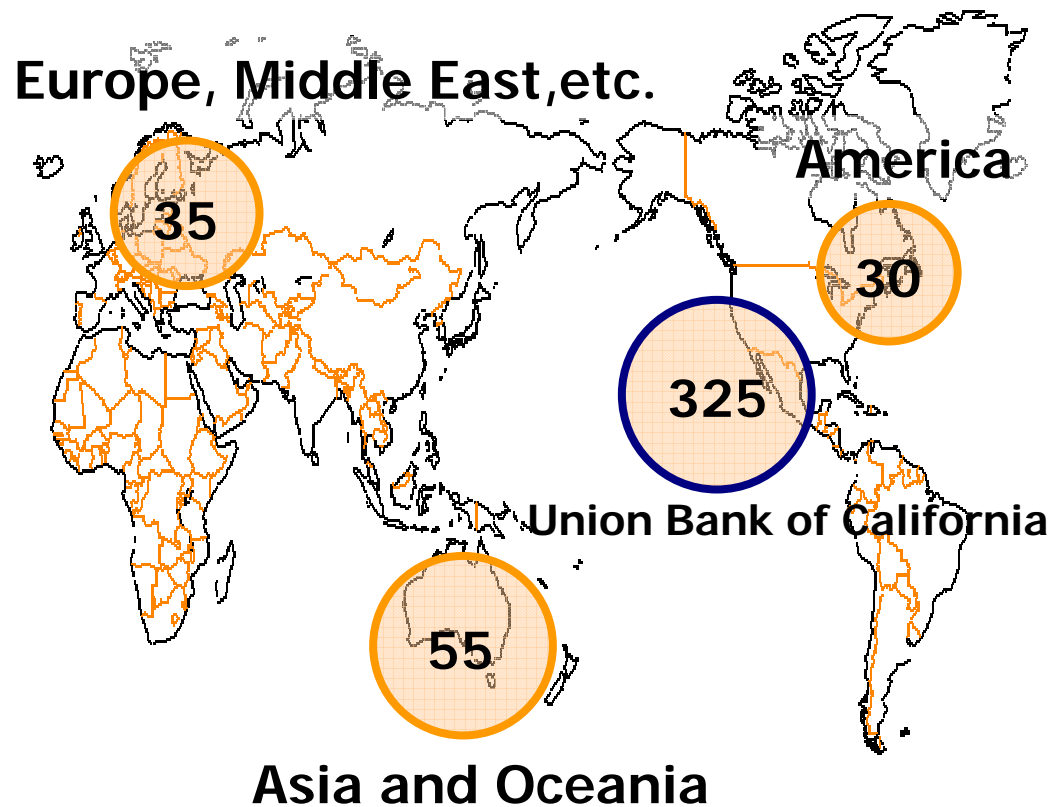 Europe, Middle East,etc.
America
35
30
325
Union Bank of California
55
Asia and Oceania